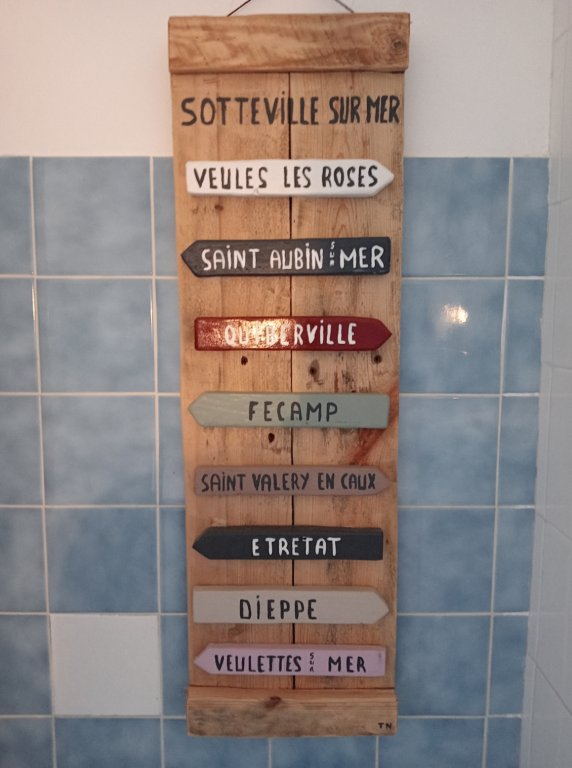 SOTTEVILLE SUR MER
VEULES LES ROSES
SAINT AUBIN SUR MER
QUIBERVILLE
FECAMP
SAINT VALERY EN CAUX
ETRETAT
DIEPPE
VEULETTES SUR MER
TN